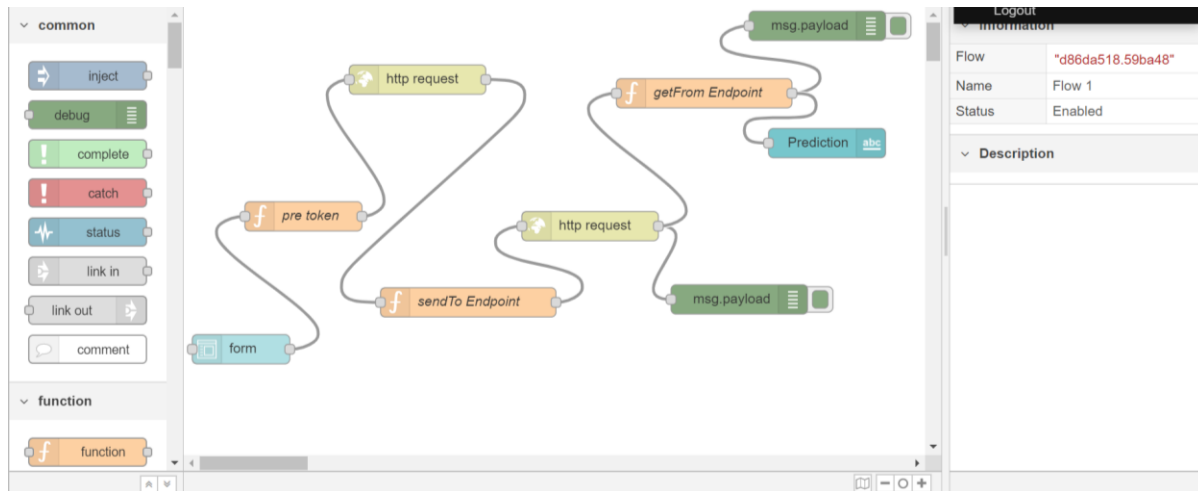 common
inject
debug
complete
catch
status
link in
link out
comment
function
function
msg.payload
http request
getFrom Endpoint
Prediction
abc
pre token
http request
sendTo Endpoint
msg.payload
form
Logout
Information
Flow "d86da518.59ba48"
Name Flow 1
Status Enabled
Description